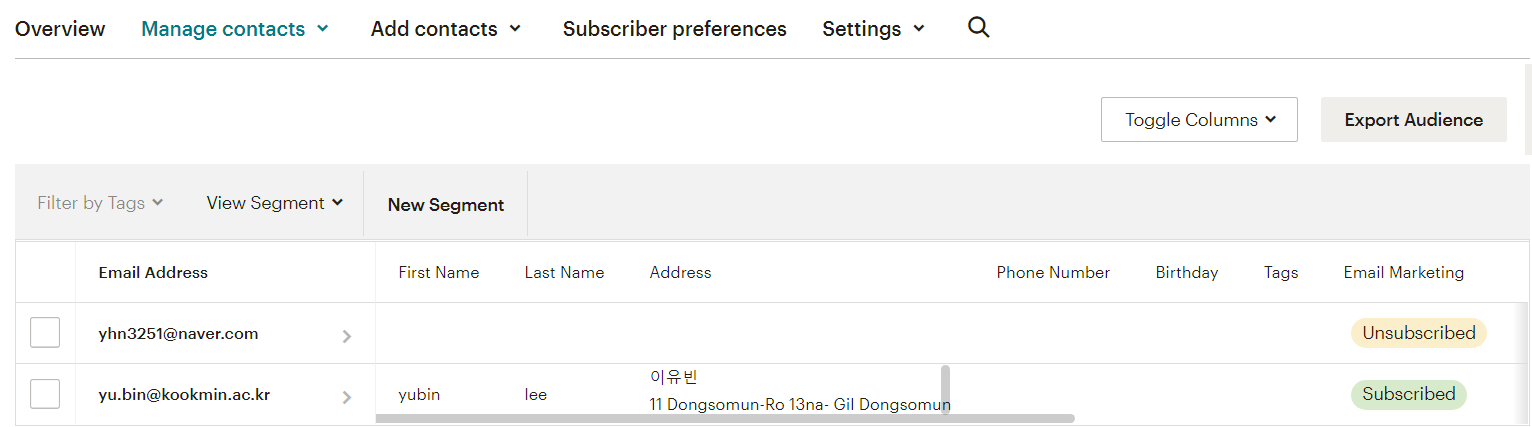 Overview Manage contacts Add contacts Subscriber preferences Settings
Toggle Columns Export Audience
Filter by Tags View Segment New Segment
Email Address First Name Last Name Address Phone Number Birthday Tags Email Marketing
yhn3251@naver.com Unsubscribed
이유빈
yu.bin@kookmin.ac.kr yubin lee Subscribed
11 Dongsomun-Ro 13na- Gil Dongsomun